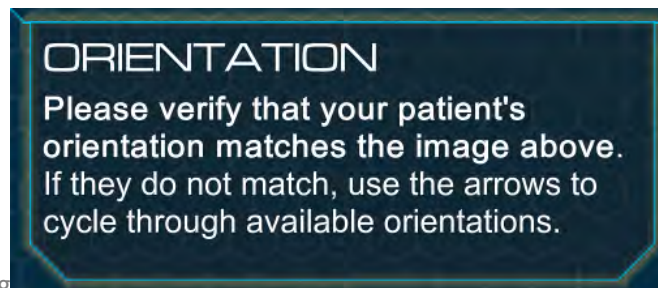 ORIENTATION
Please verify that your patient's
orientation matches the image above.
If they do not match, use the arrows to
cycle through available orientations.